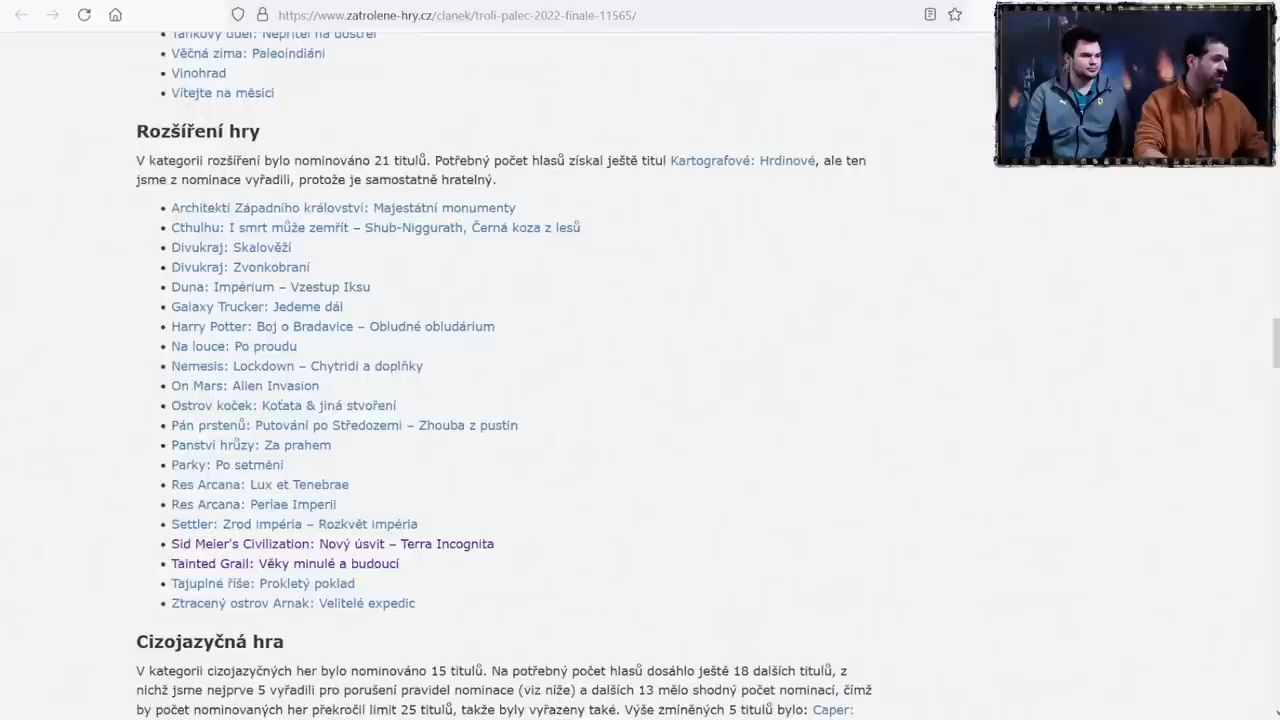 https://www.zatrolene-hry.cz/clanek/troli-palec-2022-finale-11565/
Tankový duel: Nepřítel na dostřel
Věčná zima: Paleoindiáni
Vinohrad
Vítejte na měsíci
Rozšíření hry
V kategorii rozšíření bylo nominováno 21 titulů. Potřebný počet hlasů získal ještě titul Kartografové: Hrdinové, ale ten
jsme z nominace vyřadili, protože je samostatně hratelný.
Architekti Západního království: Majestátní monumenty
Cthulhu: I smrt může zemřít – Shub-Niggurath, Černá koza z lesů
Divukraj: Skalověží
Divukraj: Zvonkobraní
Duna: Impérium – Vzestup Iksu
Galaxy Trucker: Jedeme dál
Harry Potter: Boj o Bradavice – Obludné obludárium
Na louce: Po proudu
Nemesis: Lockdown – Chytridi a doplňky
On Mars: Alien Invasion
Ostrov koček: Koťata & jiná stvoření
Pán prstenů: Putování po Středozemi – Zhouba z pustin
Panství hrůzy: Za prahem
Parky: Po setmění
Res Arcana: Lux et Tenebrae
Res Arcana: Perlae Imperii
Settler: Zrod impéria – Rozkvět impéria
Sid Meier's Civilization: Nový úsvit – Terra Incognita
Tainted Grail: Věky minulé a budoucí
Tajuplné říše: Prokletý poklad
Ztracený ostrov Arnak: Velitelé expedic
Cizojazyčná hra
V kategorii cizojazyčných her bylo nominováno 15 titulů. Na potřebný počet hlasů dosáhlo ještě 18 dalších titulů, z
nichž jsme nejprve 5 vyřadili pro porušení pravidel nominace (viz níže) a dalších 13 mělo shodný počet nominací, čímž
by počet nominovaných her překročil limit 25 titulů, takže byly vyřazeny také. Výše zmíněných 5 titulů bylo: Caper: